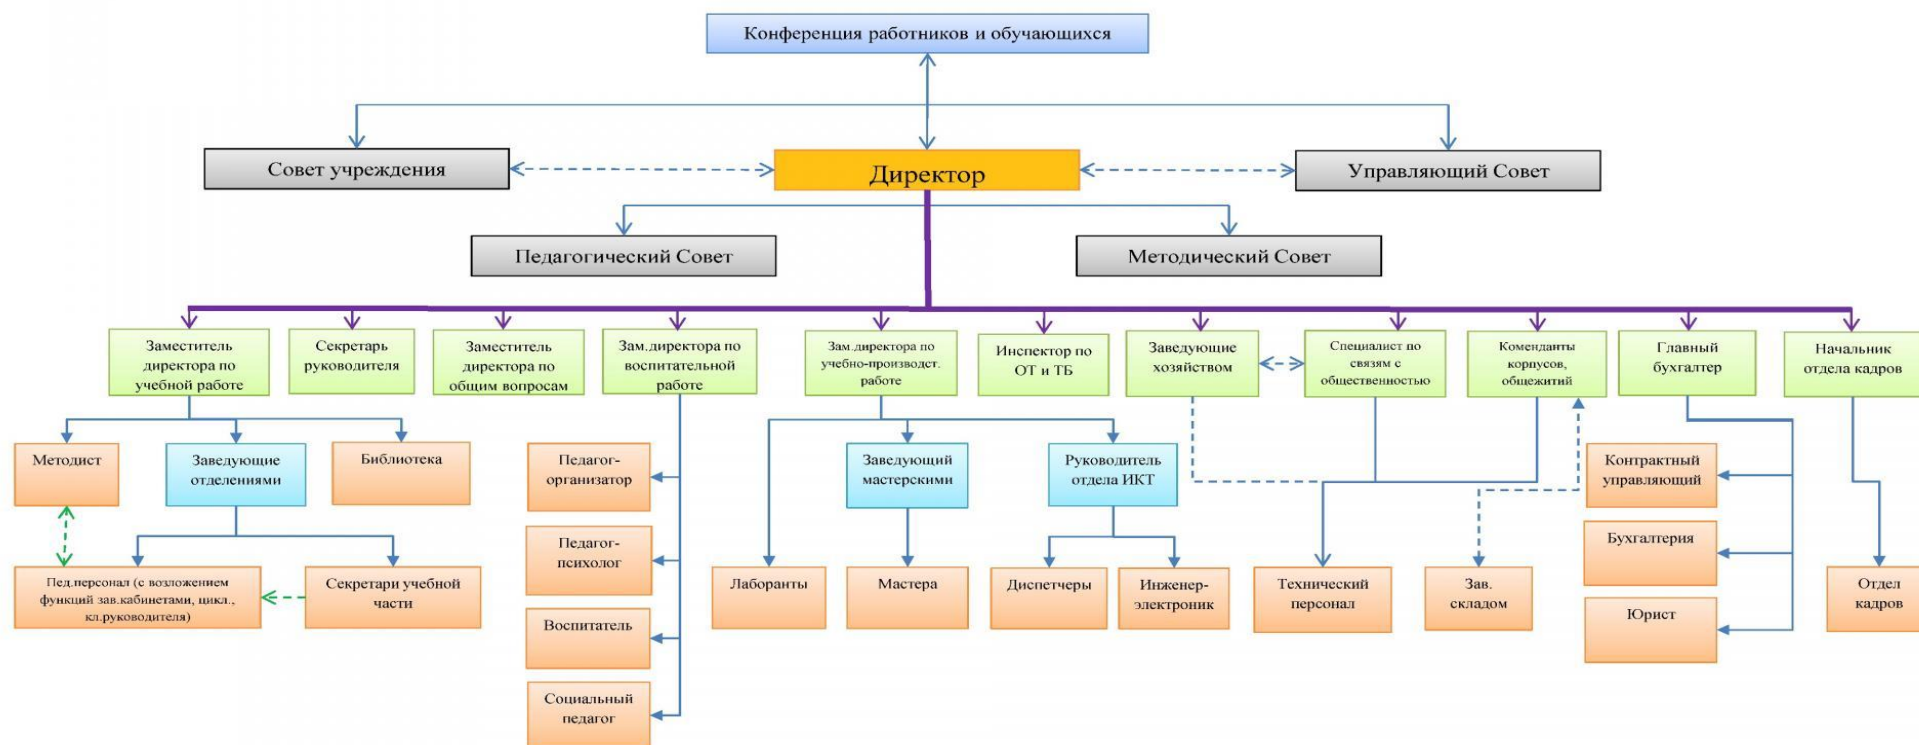 Конференция работников и обучающихся
Совет учреждения
Директор
Управляющий Совет
Педагогический Совет
Методический Совет
Заместитель
директора по
учебной работе
Секретарь
руководителя
Заместитель
директора по
общим вопросам
Зам.директора по
воспитательной
работе
Зам.директора по
учебно-производст.
работе
Инспектор по
ОТ и ТБ
Заведующие
хозяйством
Специалист по
связям с
общественностью
Коменданты
корпусов,
общежитий
Главный
бухгалтер
Начальник
отдела кадров
Методист
Заведующие
отделениями
Библиотека
Педагог-
организатор
Заведующий
мастерскими
Руководитель
отдела ИКТ
Контрактный
управляющий
Педагог-
психолог
Бухгалтерия
Пед.персонал (с возложением
функций зав.кабинетами, цикл.,
кл.руководителя)
Секретари учебной
части
Лаборанты
Мастера
Диспетчеры
Инженер-
электроник
Технический
персонал
Зав.
складом
Отдел
кадров
Воспитатель
Юрист
Социальный
педагог